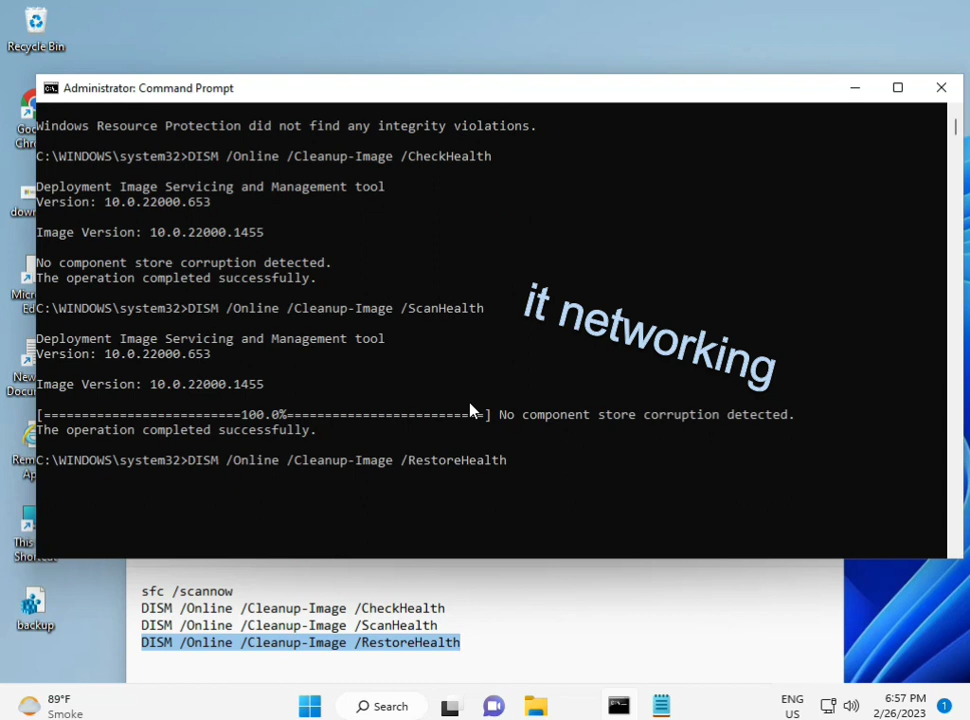 Recycle Bin
Administrator: Command Prompt
Windows Resource Protection did not find any integrity violations.
C:\WINDOWS\system32>DISM /Online /Cleanup-Image /CheckHealth
Deployment Image Servicing and Management tool
Version: 10.0.22000.653
Image Version: 10.0.22000.1455
No component store corruption detected.
The operation completed successfully.
C:\WINDOWS\system32>DISM /Online /Cleanup-Image /ScanHealth
Deployment Image Servicing and Management tool
Version: 10.0.22000.653
Image Version: 10.0.22000.1455
[==========================100.0%==========================] No component store corruption detected.
The operation completed successfully.
C:\WINDOWS\system32>DISM /Online /Cleanup-Image /RestoreHealth
it networking
backup
sfc /scannow
DISM /Online /Cleanup-Image /CheckHealth
DISM /Online /Cleanup-Image /ScanHealth
DISM /Online /Cleanup-Image /RestoreHealth
89°F
Smoke
Search
ENG
US
6:57 PM
2/26/2023
1